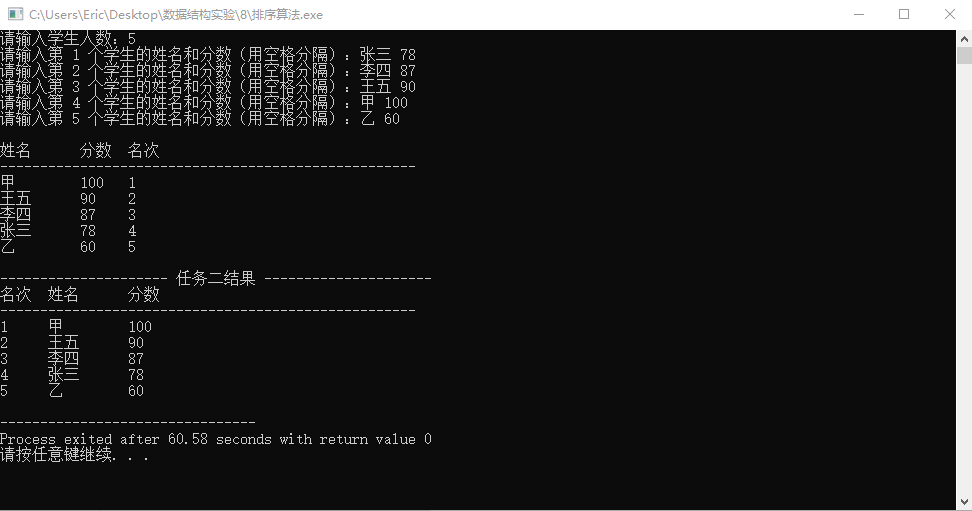 C:\Users\Eric\Desktop\数据结构实验\8\排序算法.exe
请输入学生人数：5
请输入第 1 个学生的姓名和分数（用空格分隔）：张三 78
请输入第 2 个学生的姓名和分数（用空格分隔）：李四 87
请输入第 3 个学生的姓名和分数（用空格分隔）：王五 90
请输入第 4 个学生的姓名和分数（用空格分隔）：甲 100
请输入第 5 个学生的姓名和分数（用空格分隔）：乙 60
姓名      分数  名次
----------------------------------------------------
甲        100   1
王五      90    2
李四      87    3
张三      78    4
乙        60    5
--------------------- 任务二结果 ---------------------
名次  姓名      分数
----------------------------------------------------
1     甲        100
2     王五      90
3     李四      87
4     张三      78
5     乙        60
--------------------------------
Process exited after 60.58 seconds with return value 0
请按任意键继续. . .